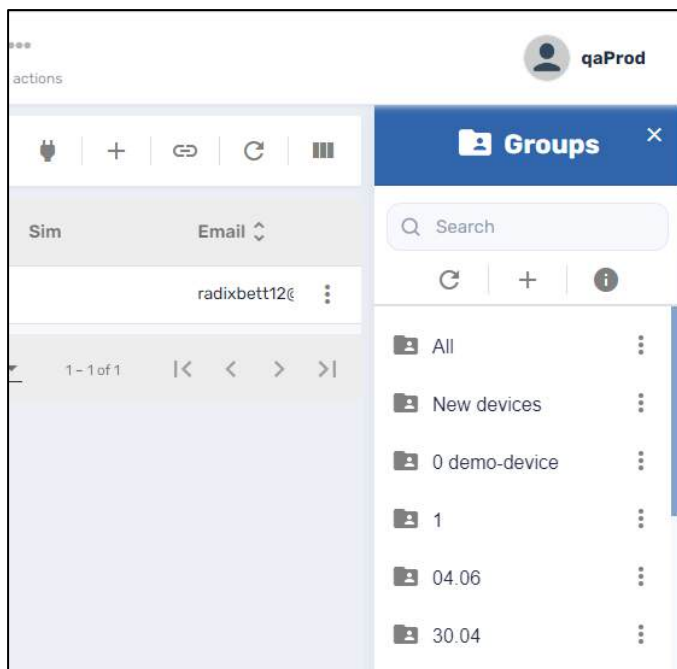 actions
qaProd
Groups
Sim
Email
Search
radixbett12@
1 – 1 of 1
All
New devices
0 demo-device
1
04.06
30.04